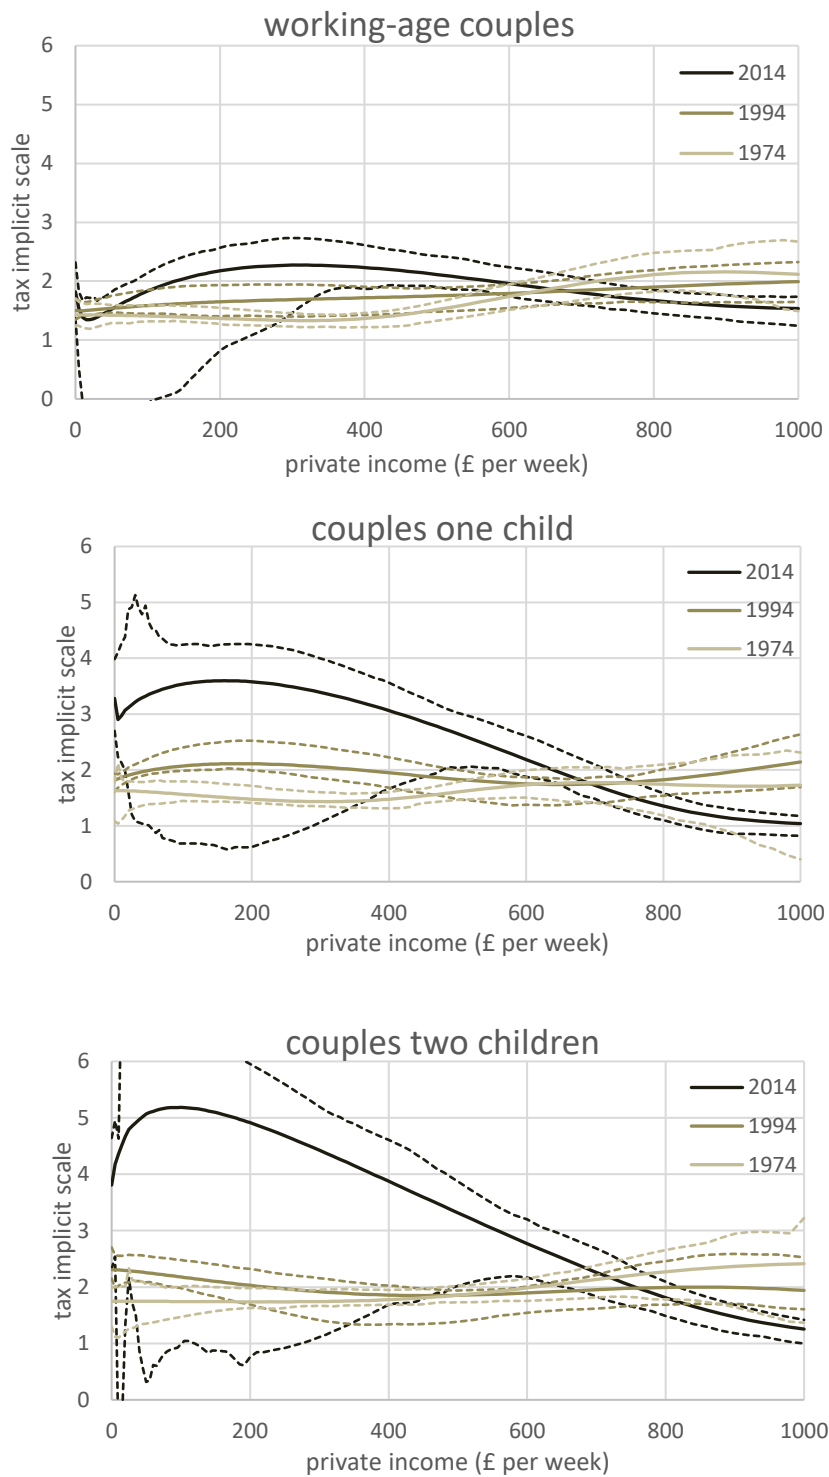 working-age couples
6
5
4
3
2
1
0
tax implicit scale
2014
1994
1974
0 200 400 600 800 1000
private income (£ per week)
couples one child
6
5
4
3
2
1
0
tax implicit scale
2014
1994
1974
0 200 400 600 800 1000
private income (£ per week)
couples two children
6
5
4
3
2
1
0
tax implicit scale
2014
1994
1974
0 200 400 600 800 1000
private income (£ per week)